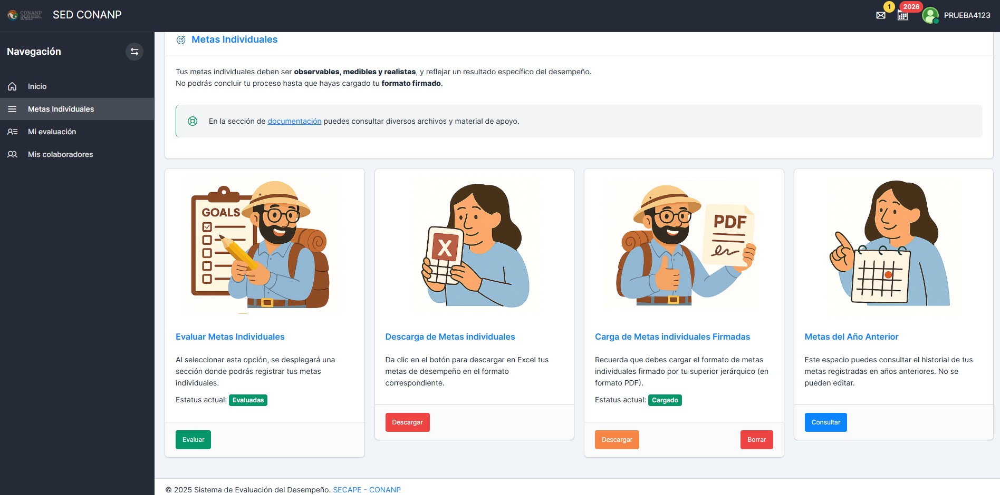 CONANP
SED CONANP
1
2026
PRUEBA4123
Navegación
Inicio
Metas Individuales
Mi evaluación
Mis colaboradores
Metas Individuales
Tus metas individuales deben ser observables, medibles y realistas, y reflejar un resultado específico del desempeño.
No podrás concluir tu proceso hasta que hayas cargado tu formato firmado.
En la sección de documentación puedes consultar diversos archivos y material de apoyo.
GOALS
Evaluar Metas Individuales
Al seleccionar esta opción, se desplegará una
sección donde podrás registrar tus metas
individuales.
Estatus actual: Evaluadas
Evaluar
X
Descarga de Metas individuales
Da clic en el botón para descargar en Excel tus
metas de desempeño en el formato
correspondiente.
Descargar
PDF
Carga de Metas individuales Firmadas
Recuerda que debes cargar el formato de metas
individuales firmado por tu superior jerárquico (en
formato PDF).
Estatus actual: Cargado
Descargar
Borrar
Metas del Año Anterior
Este espacio puedes consultar el historial de tus
metas registradas en años anteriores. No se
pueden editar.
Consultar
© 2025 Sistema de Evaluación del Desempeño. SECAPE - CONANP